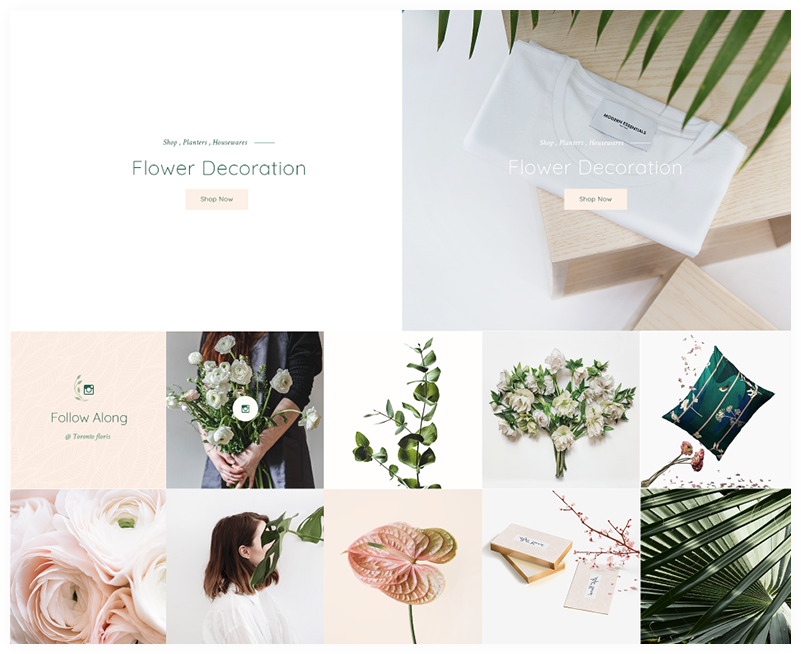 Shop , Planters , Housewares
Flower Decoration
Shop Now
MODERN ESSENTIALS
Shop , Planters , Housewares
Flower Decoration
Shop Now
Follow Along
@ Toronto floris